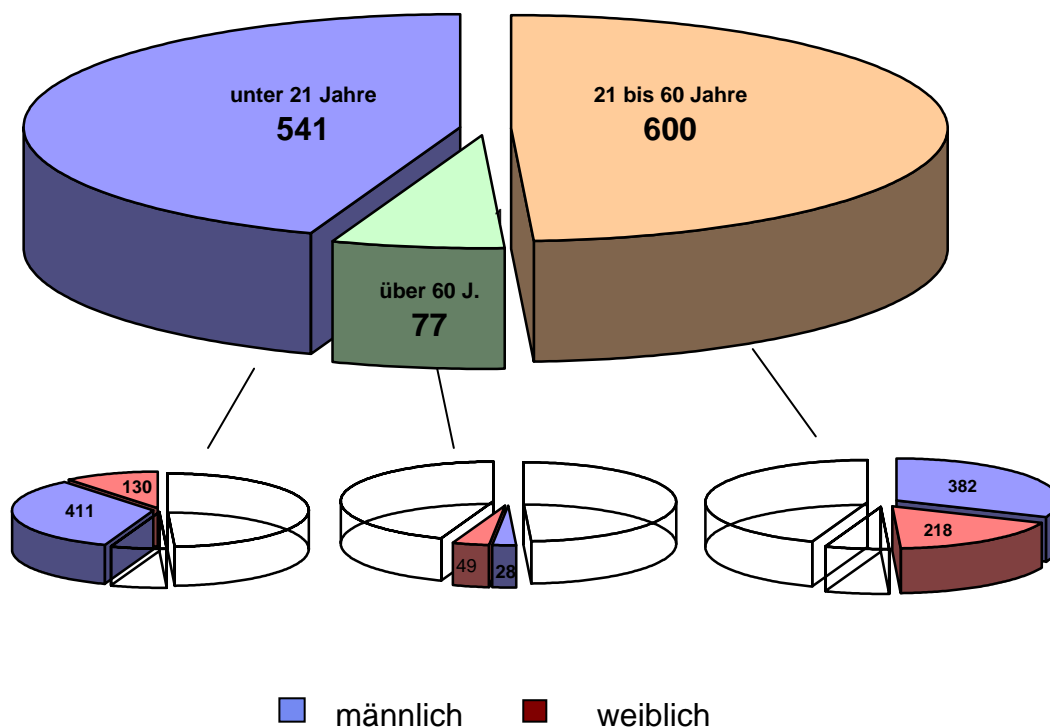 unter 21 Jahre
541
21 bis 60 Jahre
600
über 60 J.
77
130
411
49
28
382
218
männlich
weiblich